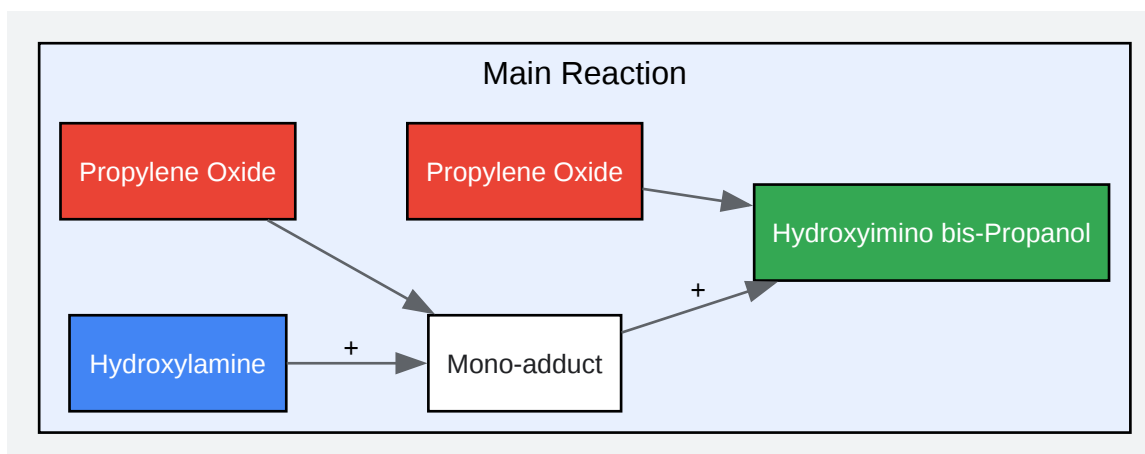 Main Reaction
Propylene Oxide
Propylene Oxide
Hydroxyimino bis-Propanol
+
Hydroxylamine
+
Mono-adduct